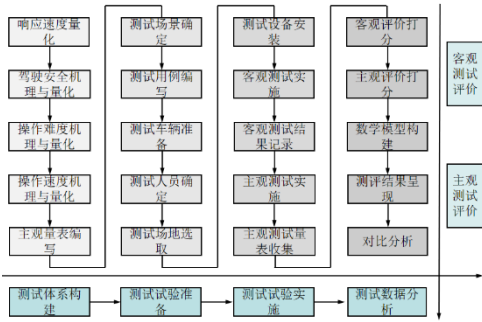 响应速度量
化
驾驶安全机
理与量化
操作难度机
理与量化
操作速度机
理与量化
主观量表编
写
测试场景确
定
测试用例编
写
测试车辆准
备
测试人员确
定
测试场地选
取
测试设备安
装
客观测试实
施
客观测试结
果记录
主观测试实
施
主观测试量
表收集
客观评价打
分
主观评价打
分
数学模型构
建
测评结果呈
现
对比分析
客观
测试
评价
主观
测试
评价
测试体系构
建
测试试验准
备
测试试验实
施
测试数据分
析